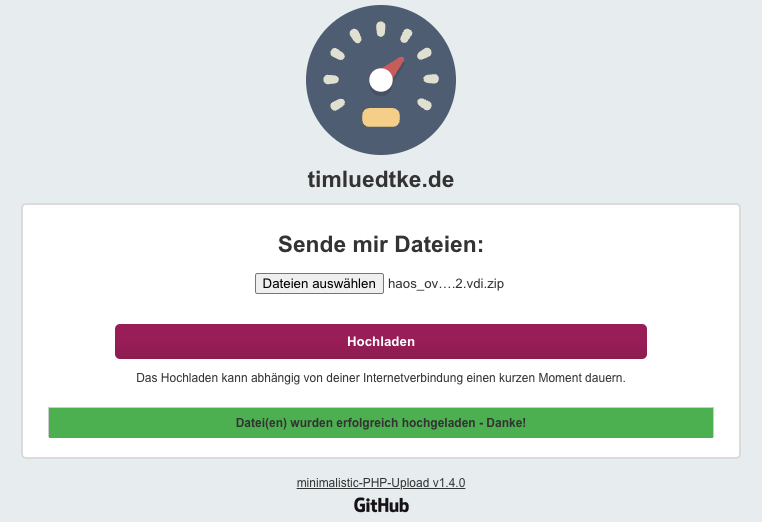 timluedtke.de
Sende mir Dateien:
Dateien auswählen haos_ov….2.vdi.zip
Hochladen
Das Hochladen kann abhängig von deiner Internetverbindung einen kurzen Moment dauern.
Datei(en) wurden erfolgreich hochgeladen - Danke!
minimalistic-PHP-Upload v1.4.0
GitHub